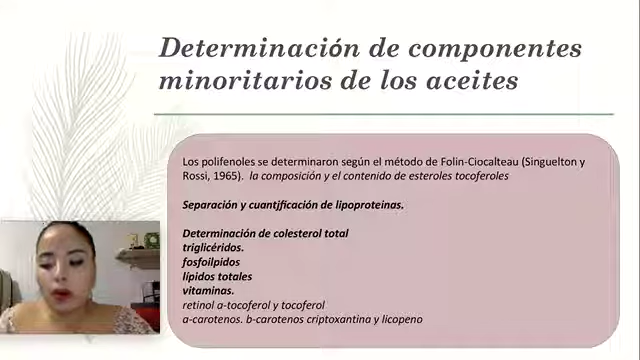 Determinación de componentes
minoritarios de los aceites
Los polifenoles se determinaron según el método de Folin-Ciocalteau (Singuelton y
Rossi, 1965). la composición y el contenido de esteroles tocoferoles
Separación y cuantificación de lipoproteinas.
Determinación de colesterol total
triglicéridos.
fosfoilpidos
lípidos totales
vitaminas.
retinol a-tocoferol y tocoferol
a-carotenos. b-carotenos criptoxantina y licopeno